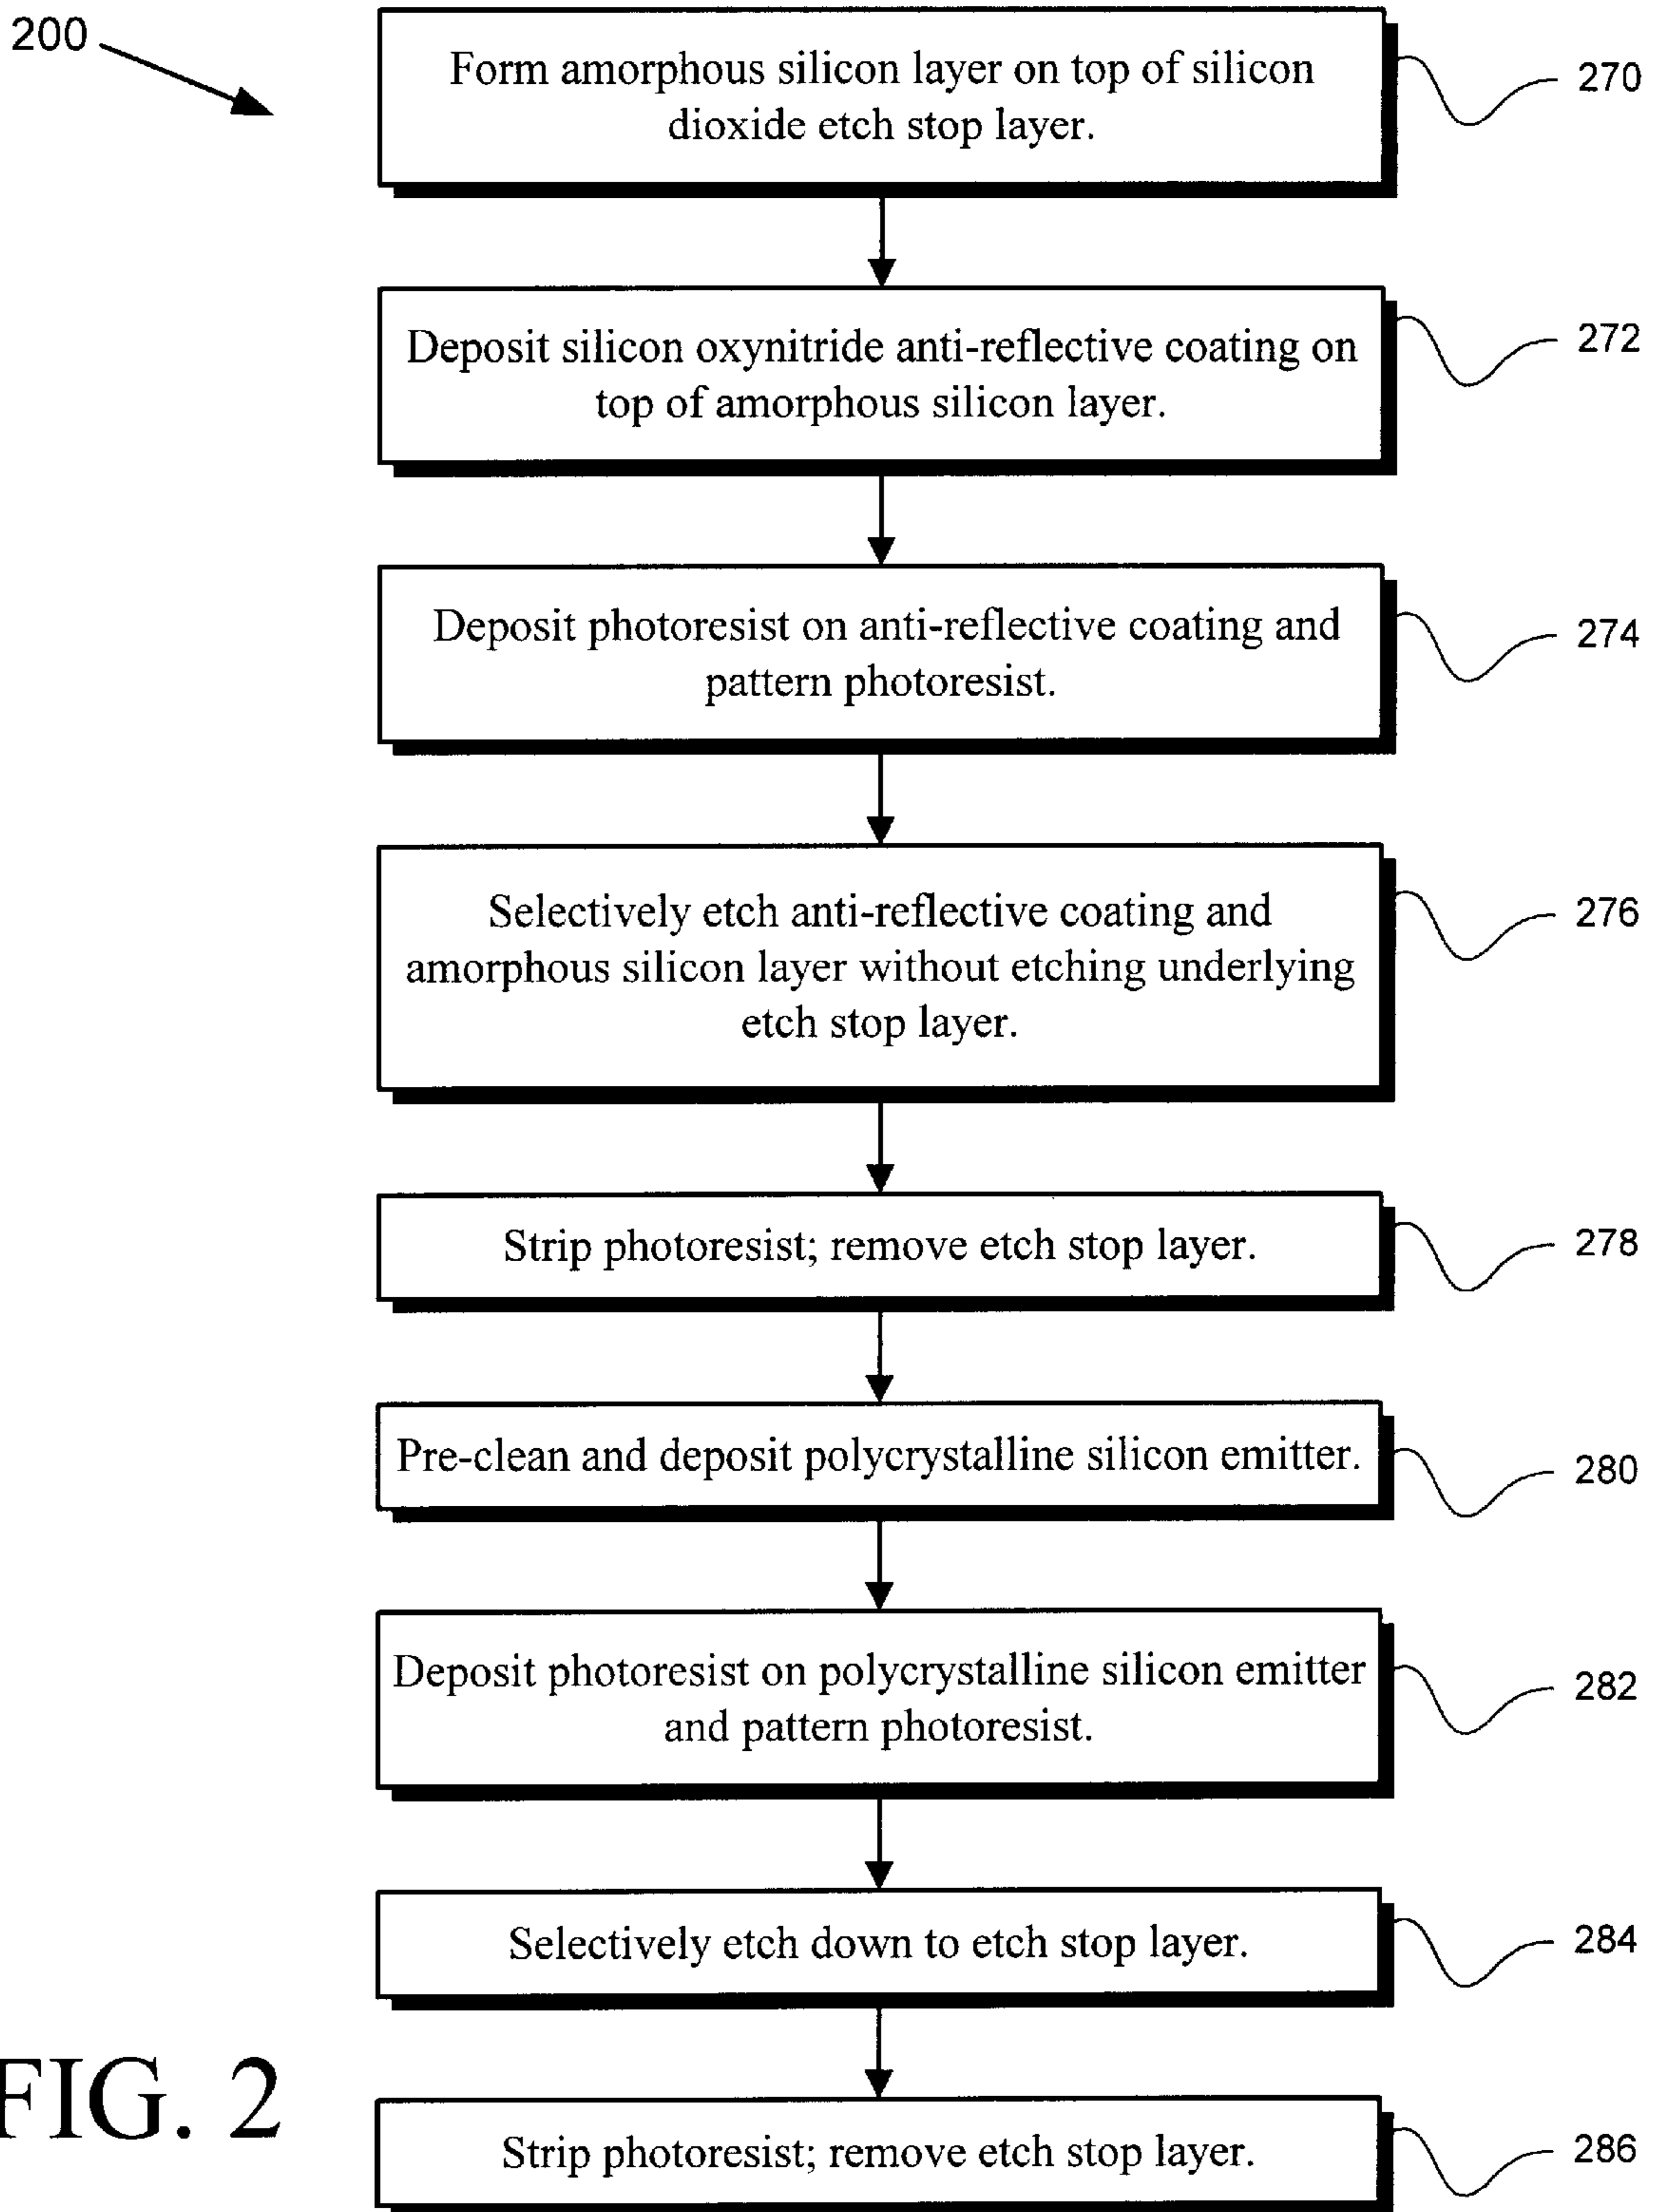 200
Form amorphous silicon layer on top of silicon
dioxide etch stop layer.
270
Deposit silicon oxynitride anti-reflective coating on
top of amorphous silicon layer.
272
Deposit photoresist on anti-reflective coating and
pattern photoresist.
274
Selectively etch anti-reflective coating and
amorphous silicon layer without etching underlying
etch stop layer.
276
Strip photoresist; remove etch stop layer.
278
Pre-clean and deposit polycrystalline silicon emitter.
280
Deposit photoresist on polycrystalline silicon emitter
and pattern photoresist.
282
Selectively etch down to etch stop layer.
284
Strip photoresist; remove etch stop layer.
286
FIG. 2